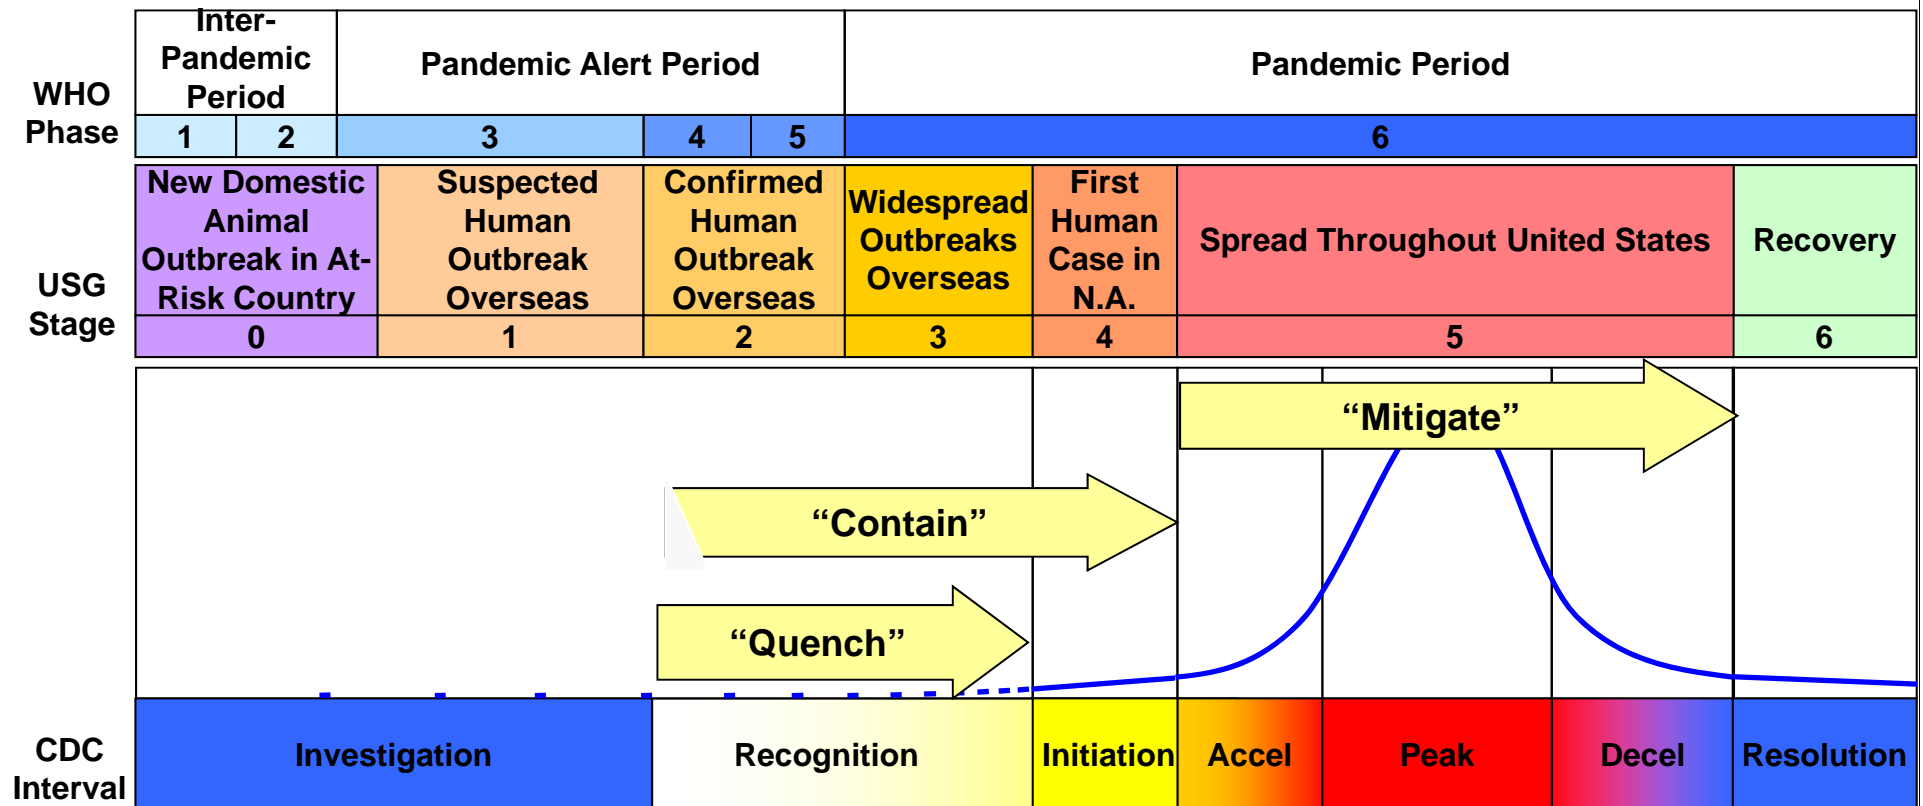 Inter-
Pandemic
Period
Pandemic Alert Period
Pandemic Period
WHO
Phase
1
2
3
4
5
6
New Domestic
Animal
Outbreak in At-
Risk Country
Suspected
Human
Outbreak
Overseas
Confirmed
Human
Outbreak
Overseas
Widespread
Outbreaks
Overseas
First
Human
Case in
N.A.
Spread Throughout United States
Recovery
USG
Stage
0
1
2
3
4
5
6
“Mitigate”
“Contain”
“Quench”
CDC
Interval
Investigation
Recognition
Initiation
Accel
Peak
Decel
Resolution